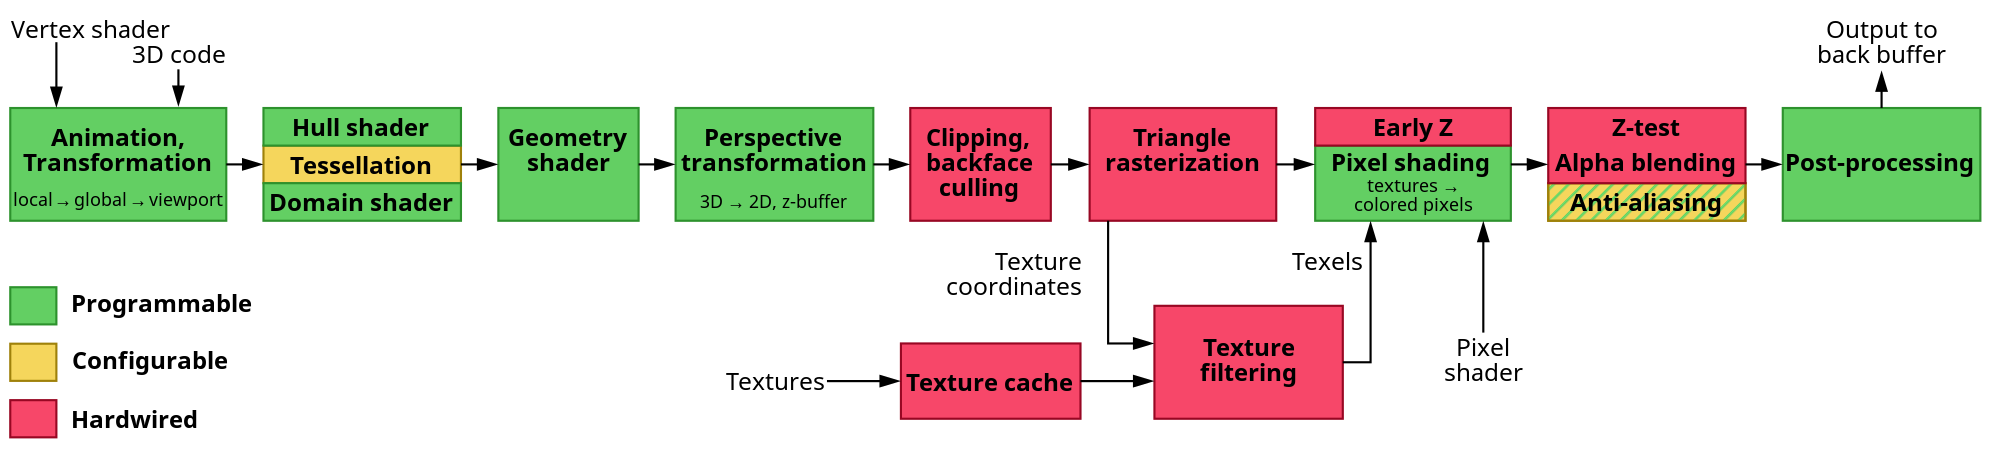 Vertex shader
3D code
Output to
back buffer
Animation,
Transformation
local → global → viewport
Hull shader
Tessellation
Domain shader
Geometry
shader
Perspective
transformation
3D → 2D, z-buffer
Clipping,
backface
culling
Triangle
rasterization
Early Z
Pixel shading
textures →
colored pixels
Z-test
Alpha blending
Anti-aliasing
Post-processing
Texture
coordinates
Texels
Programmable
Configurable
Hardwired
Textures
Texture cache
Texture
filtering
Pixel
shader